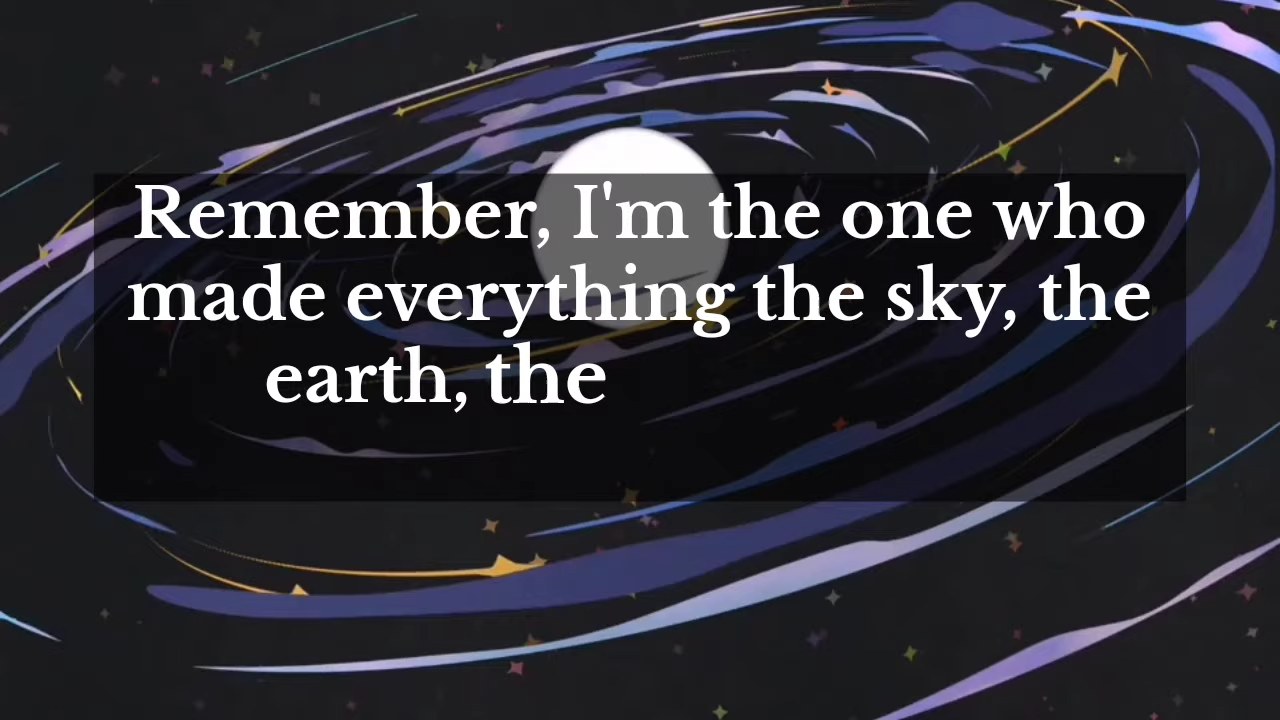 Remember, I'm the one who
made everything the sky, the
earth, the